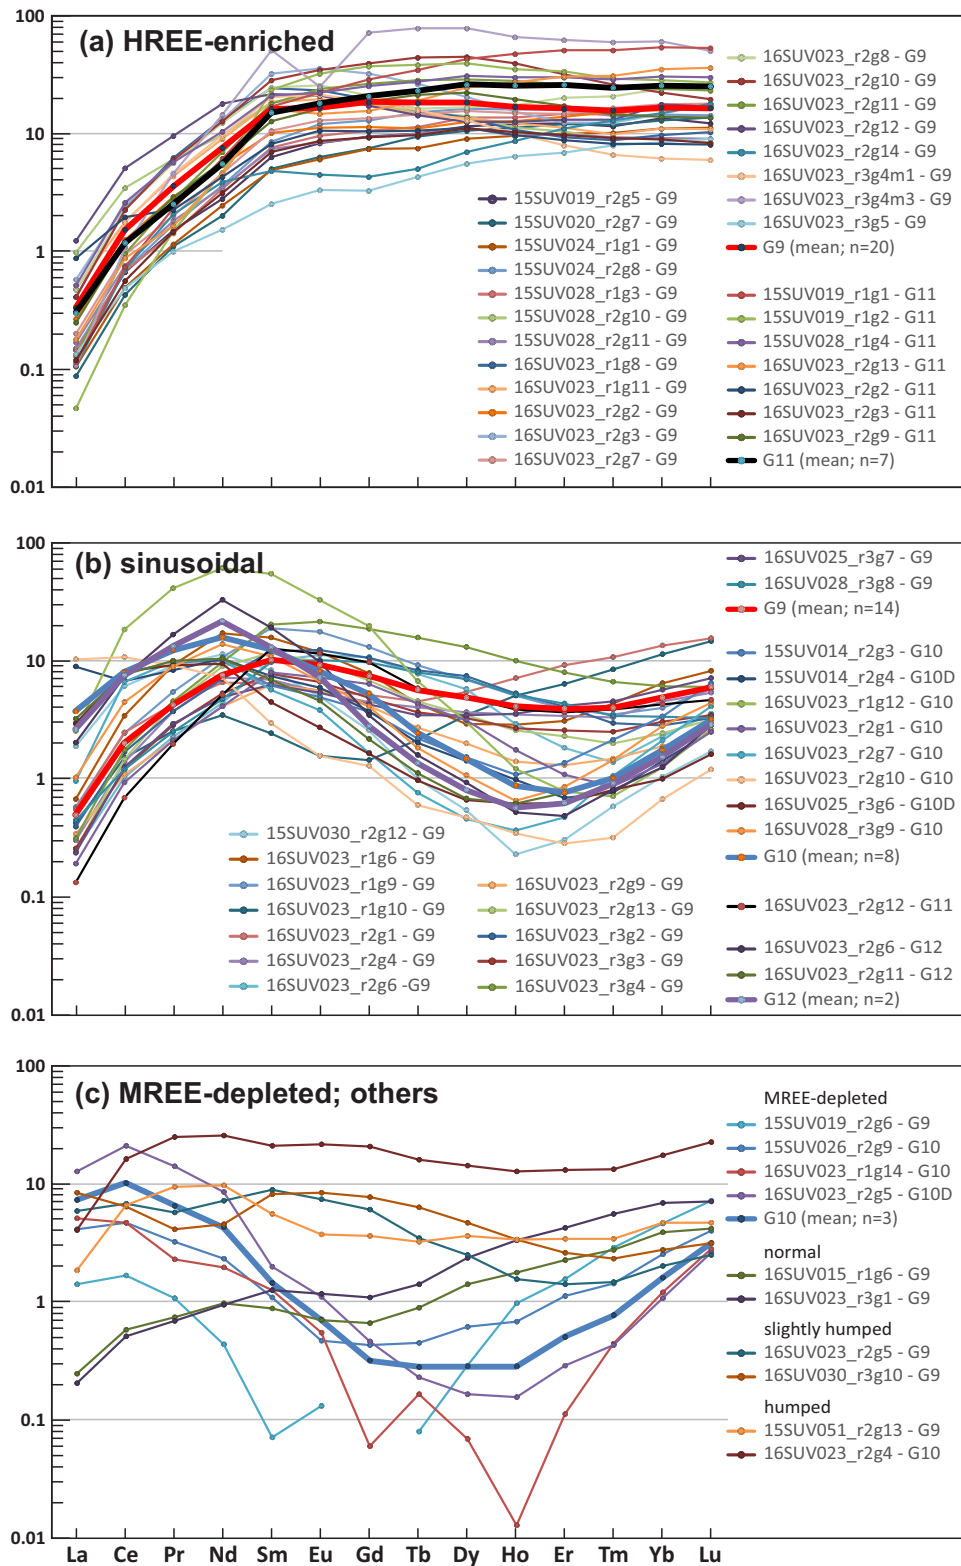 (a) HREE-enriched
100
10
1
0.1
0.01
16SUV023_r2g8 - G9
16SUV023_r2g10 - G9
16SUV023_r2g11 - G9
16SUV023_r2g12 - G9
16SUV023_r2g14 - G9
16SUV023_r3g4m1 - G9
16SUV023_r3g4m3 - G9
16SUV023_r3g5 - G9
G9 (mean; n=20)
15SUV019_r2g5 - G9
15SUV020_r2g7 - G9
15SUV024_r1g1 - G9
15SUV024_r2g8 - G9
15SUV028_r1g3 - G9
15SUV028_r2g10 - G9
15SUV028_r2g11 - G9
16SUV023_r1g8 - G9
16SUV023_r1g11 - G9
16SUV023_r2g2 - G9
16SUV023_r2g3 - G9
16SUV023_r2g7 - G9
15SUV019_r1g1 - G11
15SUV019_r1g2 - G11
15SUV028_r1g4 - G11
16SUV023_r2g13 - G11
16SUV023_r2g2 - G11
16SUV023_r2g3 - G11
16SUV023_r2g9 - G11
G11 (mean; n=7)
(b) sinusoidal
100
10
1
0.1
0.01
16SUV025_r3g7 - G9
16SUV028_r3g8 - G9
G9 (mean; n=14)
15SUV014_r2g3 - G10
15SUV014_r2g4 - G10D
16SUV023_r1g12 - G10
16SUV023_r2g1 - G10
16SUV023_r2g7 - G10
16SUV023_r2g10 - G10
16SUV025_r3g6 - G10D
16SUV028_r3g9 - G10
G10 (mean; n=8)
16SUV023_r2g12 - G11
16SUV023_r2g6 - G12
16SUV023_r2g11 - G12
G12 (mean; n=2)
15SUV030_r2g12 - G9
16SUV023_r1g6 - G9
16SUV023_r1g9 - G9
16SUV023_r1g10 - G9
16SUV023_r2g1 - G9
16SUV023_r2g4 - G9
16SUV023_r2g6 -G9
16SUV023_r2g9 - G9
16SUV023_r2g13 - G9
16SUV023_r3g2 - G9
16SUV023_r3g3 - G9
16SUV023_r3g4 - G9
(c) MREE-depleted; others
100
10
1
0.1
0.01
MREE-depleted
15SUV019_r2g6 - G9
15SUV026_r2g9 - G10
16SUV023_r1g14 - G10
16SUV023_r2g5 - G10D
G10 (mean; n=3)
normal
16SUV015_r1g6 - G9
16SUV023_r3g1 - G9
slightly humped
16SUV023_r2g5 - G9
16SUV030_r3g10 - G9
humped
15SUV051_r2g13 - G9
16SUV023_r2g4 - G10
La Ce Pr Nd Sm Eu Gd Tb Dy Ho Er Tm Yb Lu